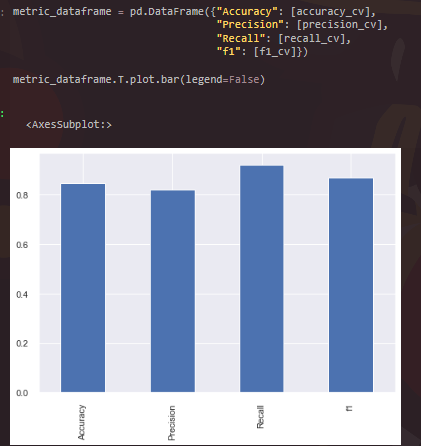 metric_dataframe = pd.DataFrame({"Accuracy": [accuracy_cv],
"Precision": [precision_cv],
"Recall": [recall_cv],
"f1": [f1_cv]})
metric_dataframe.T.plot.bar(legend=False)
<AxesSubplot:>
0.8
0.6
0.4
0.2
0.0
Accuracy
Precision
Recall
f1